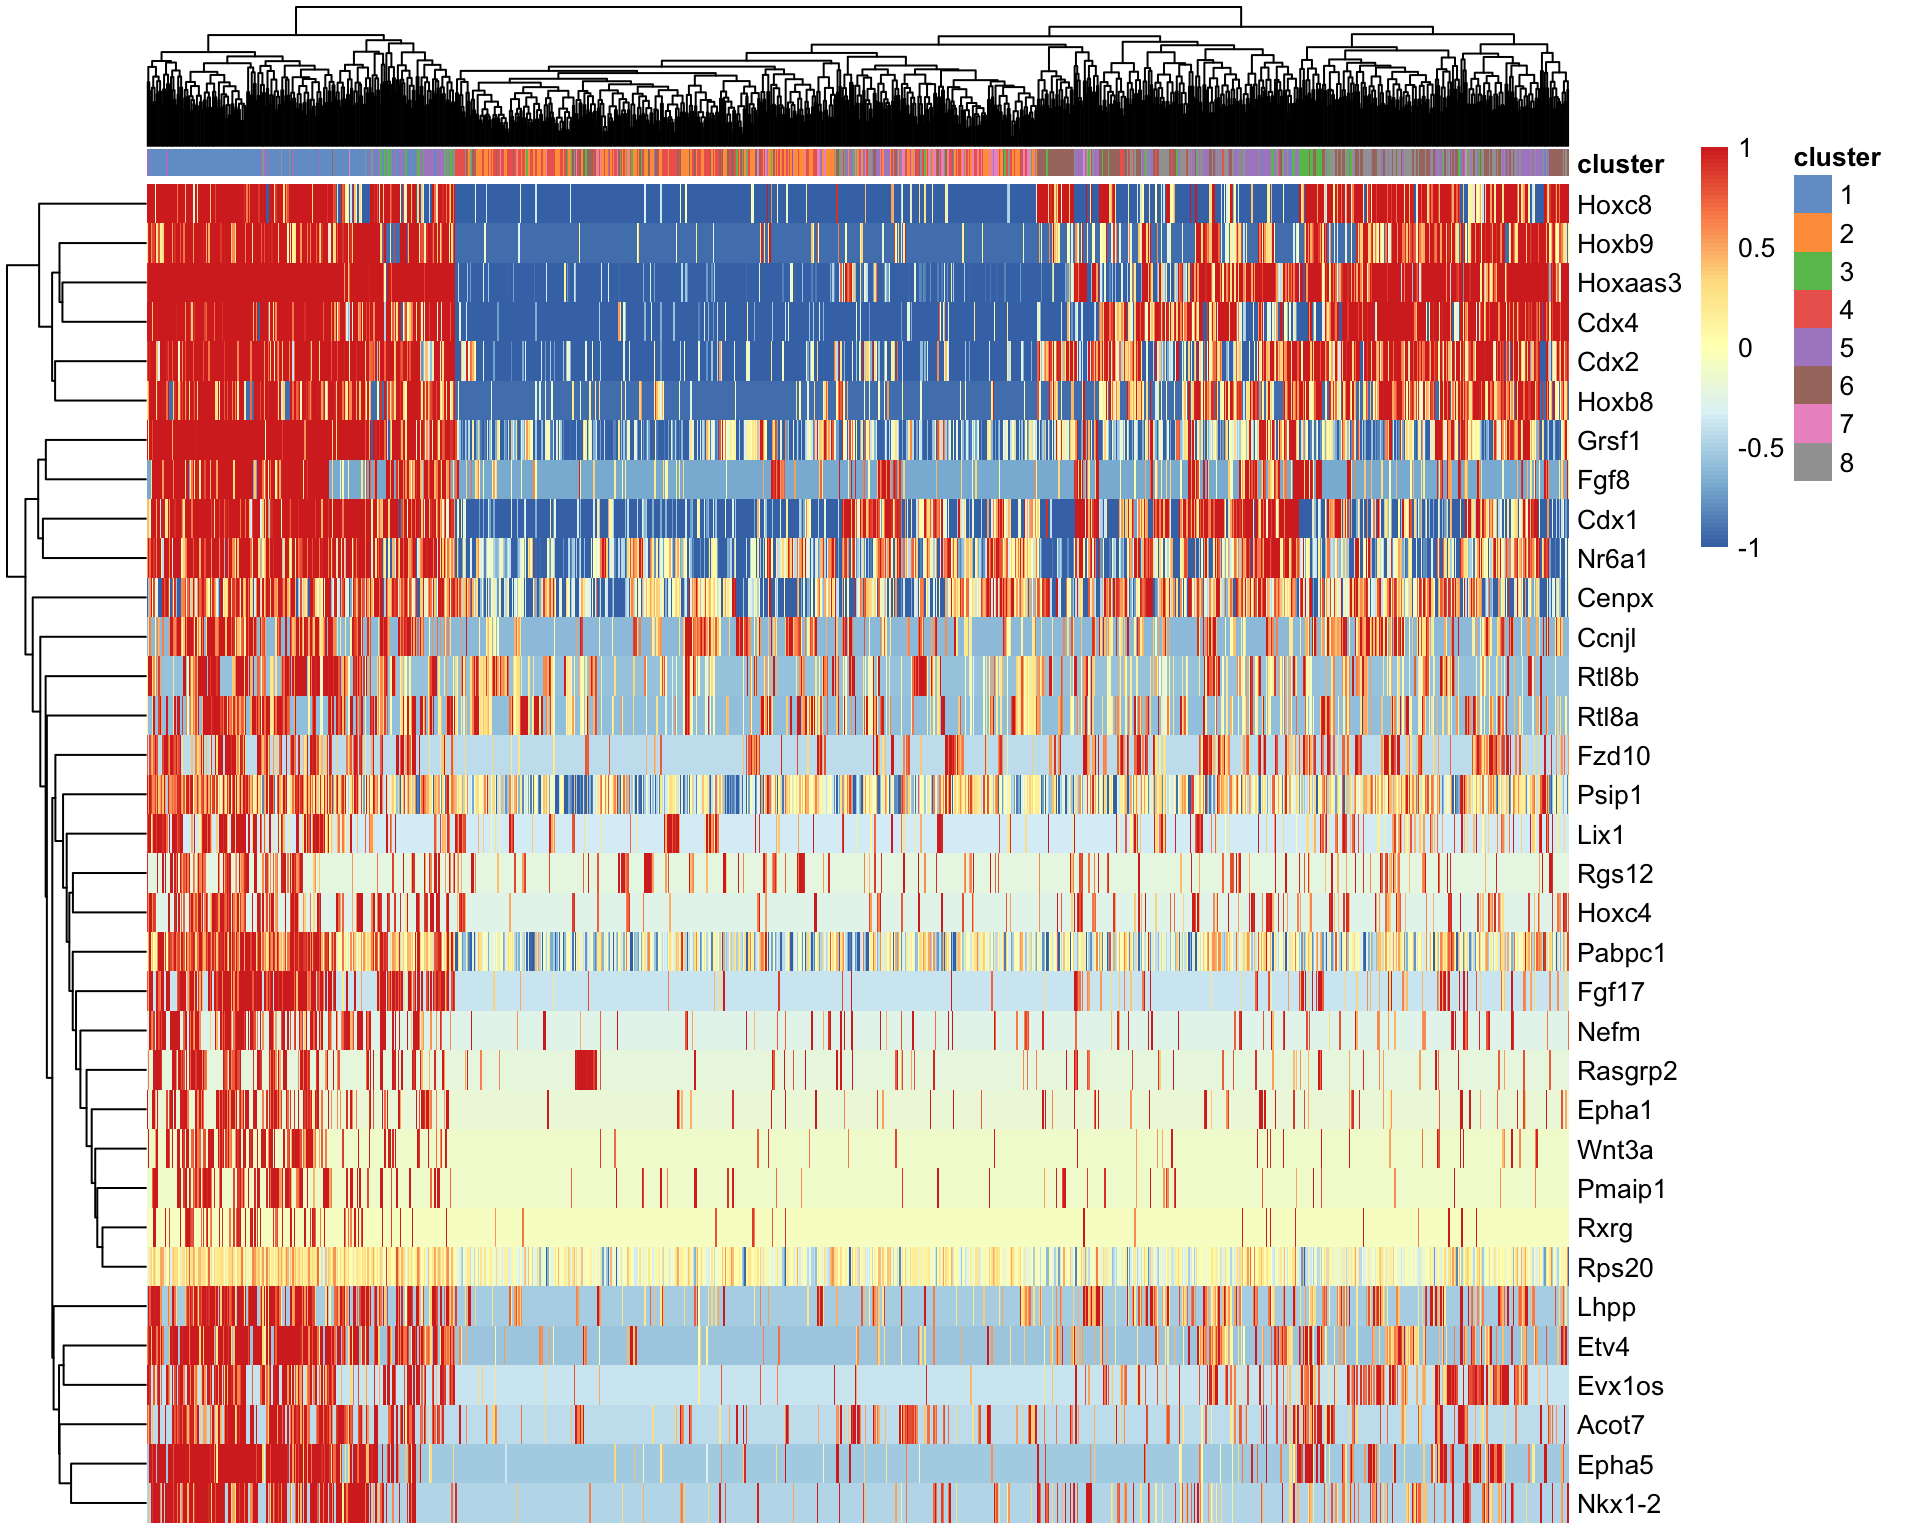 cluster
Hoxc8
Hoxb9
Hoxaas3
Cdx4
Cdx2
Hoxb8
Grsf1
Fgf8
Cdx1
Nr6a1
Cenpx
Ccnjl
Rtl8b
Rtl8a
Fzd10
Psip1
Lix1
Rgs12
Hoxc4
Pabpc1
Fgf17
Nefm
Rasgrp2
Epha1
Wnt3a
Pmaip1
Rxrg
Rps20
Lhpp
Etv4
Evx1os
Acot7
Epha5
Nkx1-2
1
0.5
0
-0.5
-1
cluster
1
2
3
4
5
6
7
8